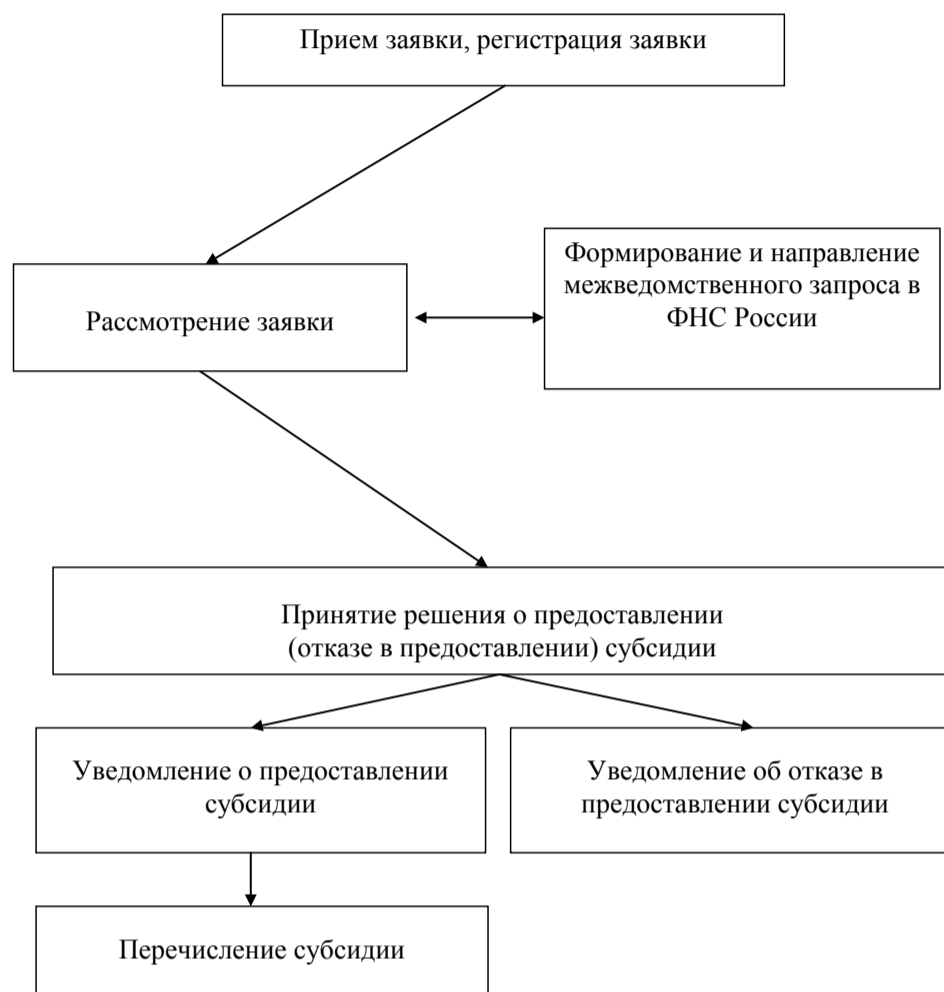 Прием заявки, регистрация заявки
Формирование и направление
межведомственного запроса в
ФНС России
Рассмотрение заявки
Принятие решения о предоставлении
(отказе в предоставлении) субсидии
Уведомление о предоставлении
субсидии
Уведомление об отказе в
предоставлении субсидии
Перечисление субсидии